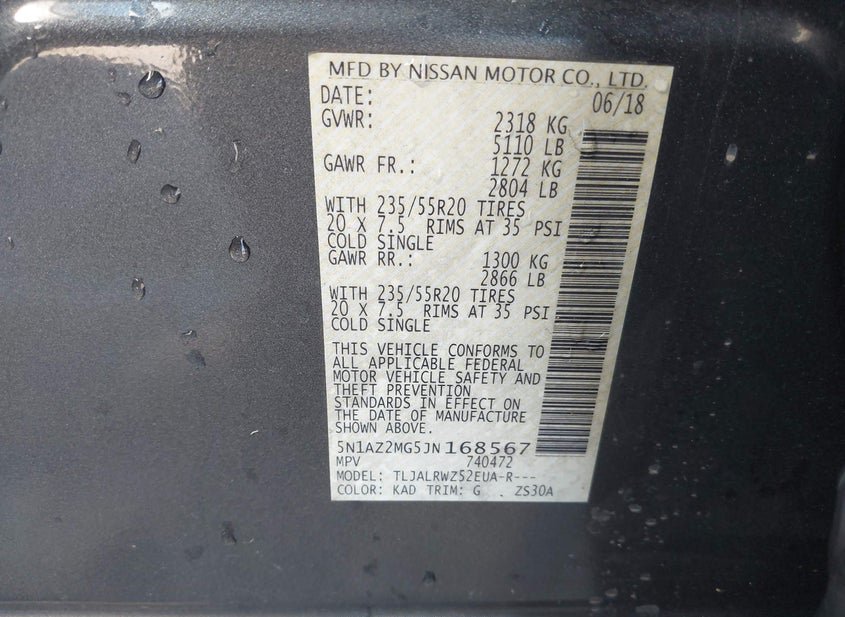 MFD BY NISSAN MOTOR CO., LTD.
DATE: 06/18
GVWR: 2318 KG
5110 LB
GAWR FR.: 1272 KG
2804 LB
WITH 235/55R20 TIRES
20 X 7.5 RIMS AT 35 PSI
COLD SINGLE
GAWR RR.: 1300 KG
2866 LB
WITH 235/55R20 TIRES
20 X 7.5 RIMS AT 35 PSI
COLD SINGLE
THIS VEHICLE CONFORMS TO
ALL APPLICABLE FEDERAL
MOTOR VEHICLE SAFETY AND
THEFT PREVENTION
STANDARDS IN EFFECT ON
THE DATE OF MANUFACTURE
SHOWN ABOVE.
5N1AZ2MG5JN168567
MPV 740472
MODEL: TLJALRWZ52EUA-R---
COLOR: KAD TRIM: G ZS30A